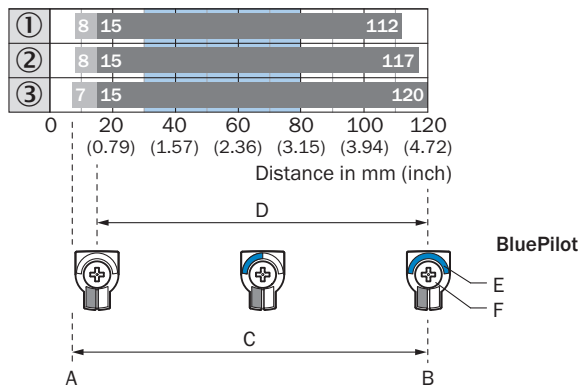 ① 8 15 112
② 8 15 117
③ 7 15 120
0 20 40 60 80 100 120
(0.79) (1.57) (2.36) (3.15) (3.94) (4.72)
Distance in mm (inch)
D
BluePilot
E
F
C
A B